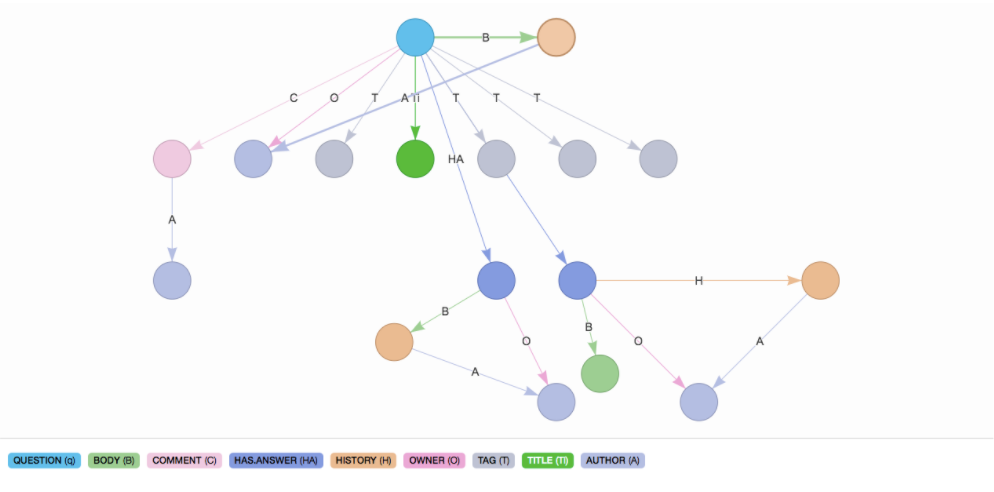 B
C O T A Ti T T T
HA
A
H
B
B
O O A
A
QUESTION (q) BODY (B) COMMENT (C) HAS.ANSWER (HA) HISTORY (H) OWNER (O) TAG (T) TITLE (TI) AUTHOR (A)